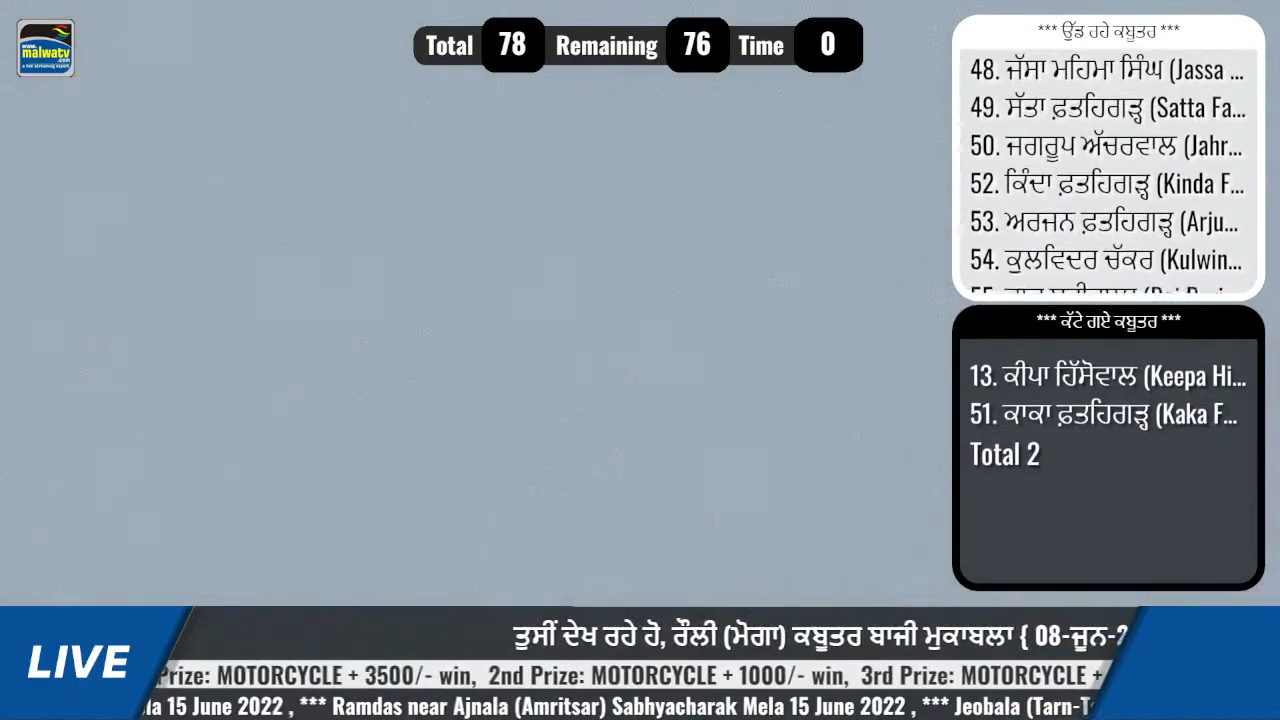 www.
malwatv
.com
a live streaming expert
Total 78 Remaining 76 Time 0
*** ਉੱਡ ਰਹੇ ਕਬੂਤਰ ***
48. ਜੱਸਾ ਮਹਿਮਾ ਸਿੰਘ (Jassa ...
49. ਸੱਤਾ ਫ਼ਤਹਿਗੜ੍ਹ (Satta Fa...
50. ਜਗਰੂਪ ਅੱਚਰਵਾਲ (Jahr...
52. ਕਿੰਦਾ ਫ਼ਤਹਿਗੜ੍ਹ (Kinda F...
53. ਅਰਜਨ ਫ਼ਤਹਿਗੜ੍ਹ (Arju...
54. ਕੁਲਵਿਦਰ ਚੱਕਰ (Kulwin...
*** ਕੱਟੇ ਗਏ ਕਬੂਤਰ ***
13. ਕੀਪਾ ਹਿੱਸੋਵਾਲ (Keepa Hi...
51. ਕਾਕਾ ਫ਼ਤਹਿਗੜ੍ਹ (Kaka F...
Total 2
ਤੁਸੀਂ ਦੇਖ ਰਹੇ ਹੋ, ਰੌਲੀ (ਮੋਗਾ) ਕਬੂਤਰ ਬਾਜੀ ਮੁਕਾਬਲਾ { 08-ਜੂਨ-2
LIVE
Prize: MOTORCYCLE + 3500/- win, 2nd Prize: MOTORCYCLE + 1000/- win, 3rd Prize: MOTORCYCLE +
la 15 June 2022 , *** Ramdas near Ajnala (Amritsar) Sabhyacharak Mela 15 June 2022 , *** Jeobala (Tarn-T